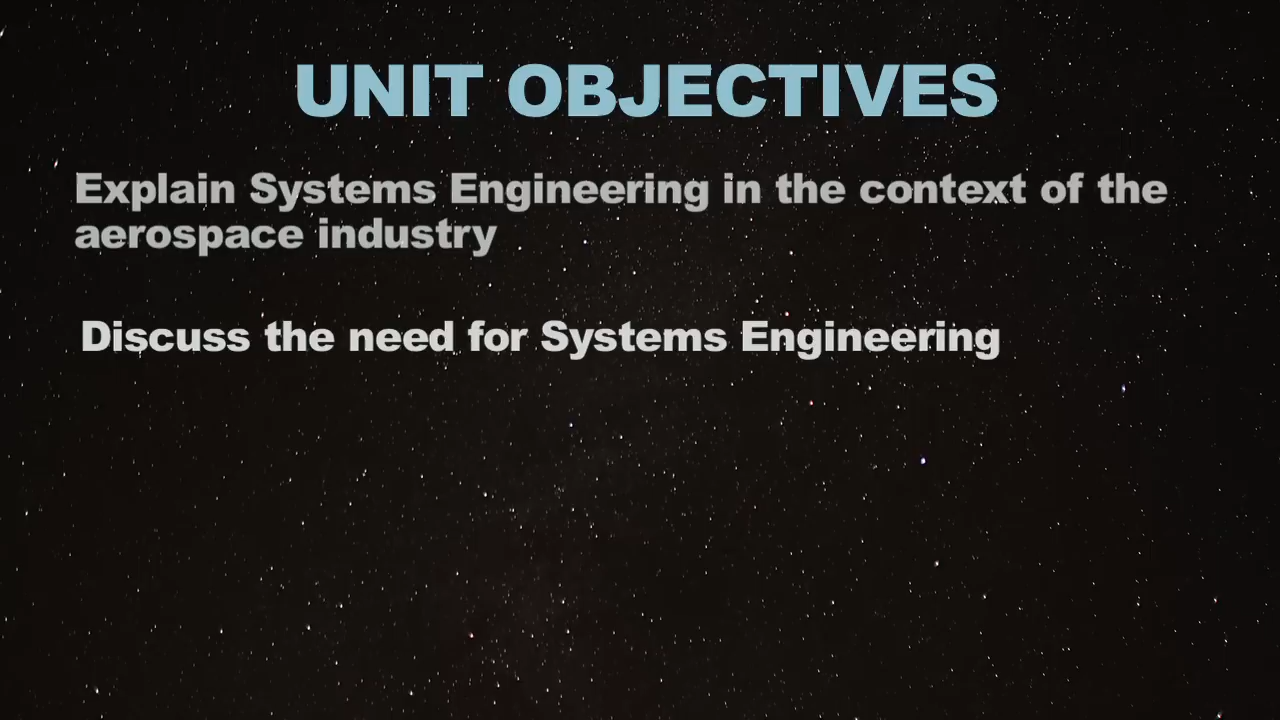 UNIT OBJECTIVES
Explain Systems Engineering in the context of the
aerospace industry
Discuss the need for Systems Engineering